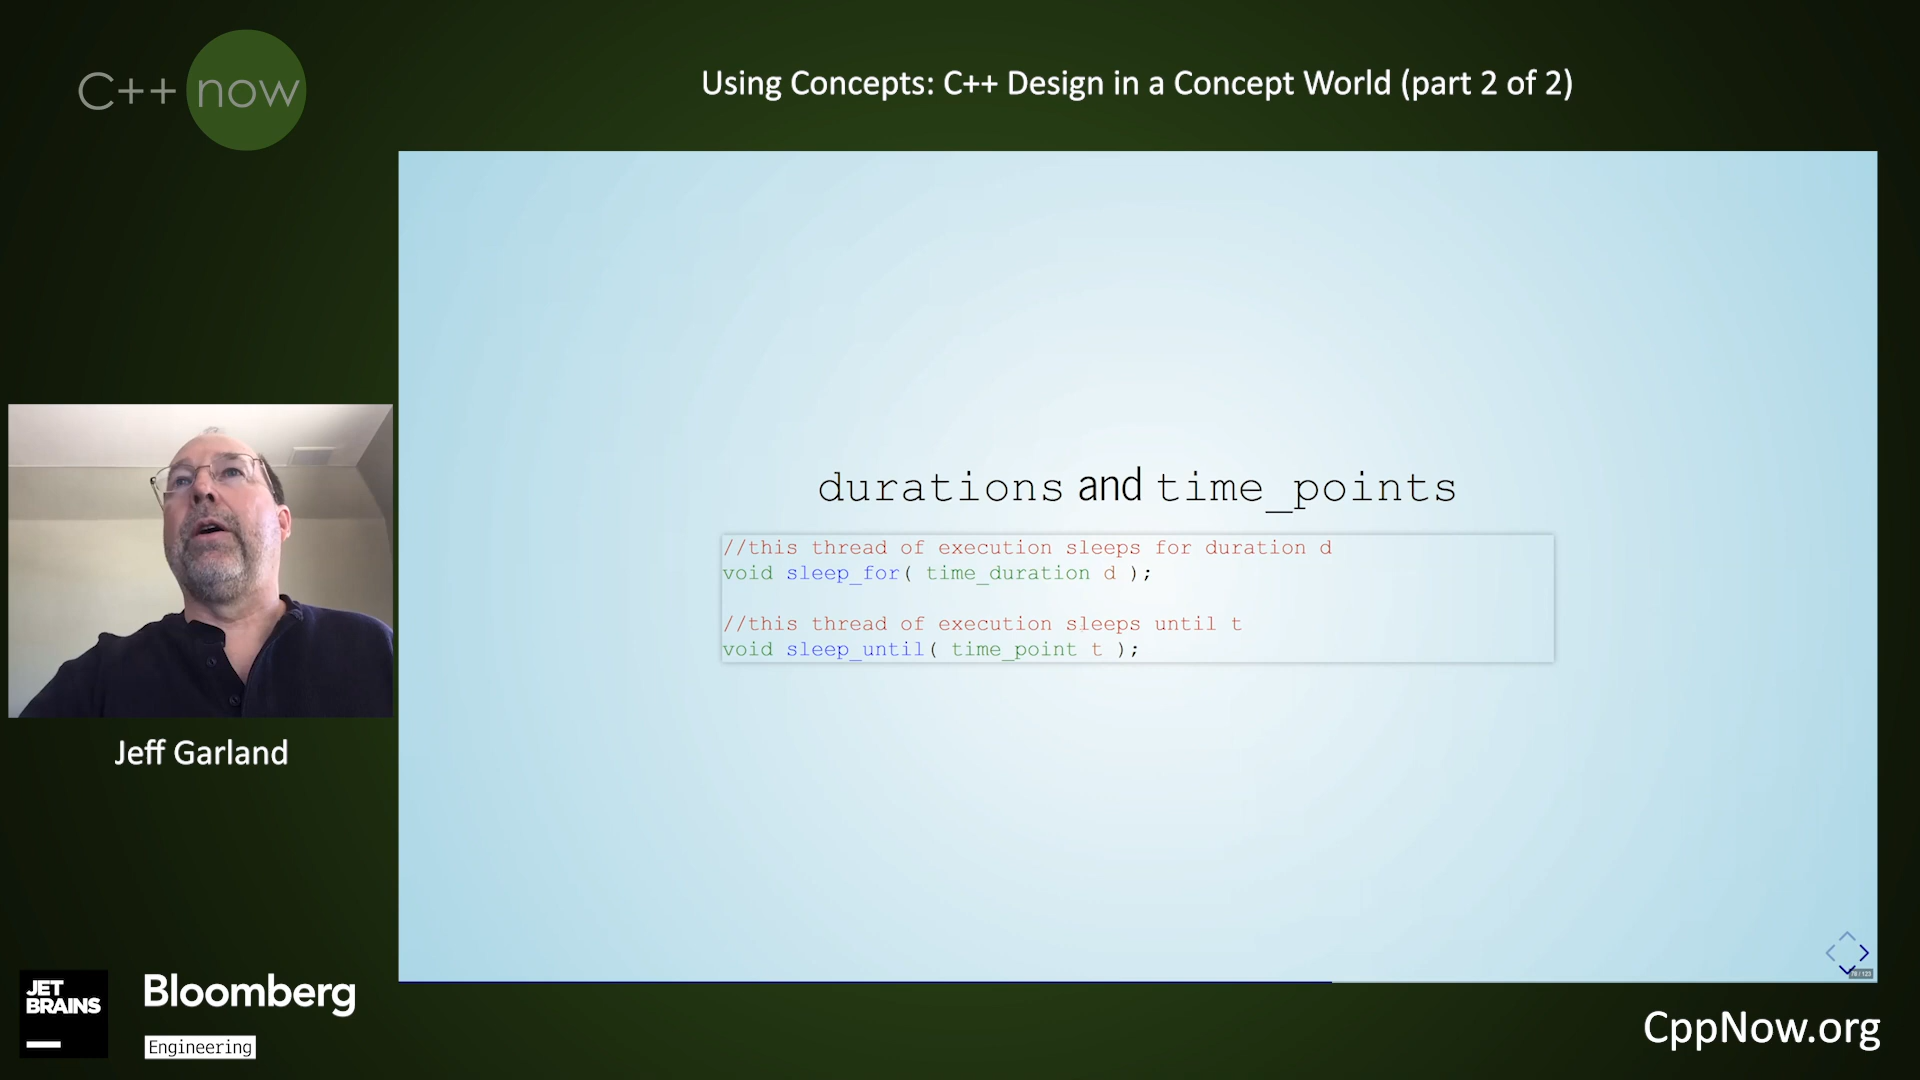 C++ now
Using Concepts: C++ Design in a Concept World (part 2 of 2)
durations and time_points
//this thread of execution sleeps for duration d
void sleep_for( time_duration d );
//this thread of execution sleeps until t
void sleep_until( time_point t );
Jeff Garland
JET
BRAINS
Bloomberg
Engineering
78 / 123
CppNow.org